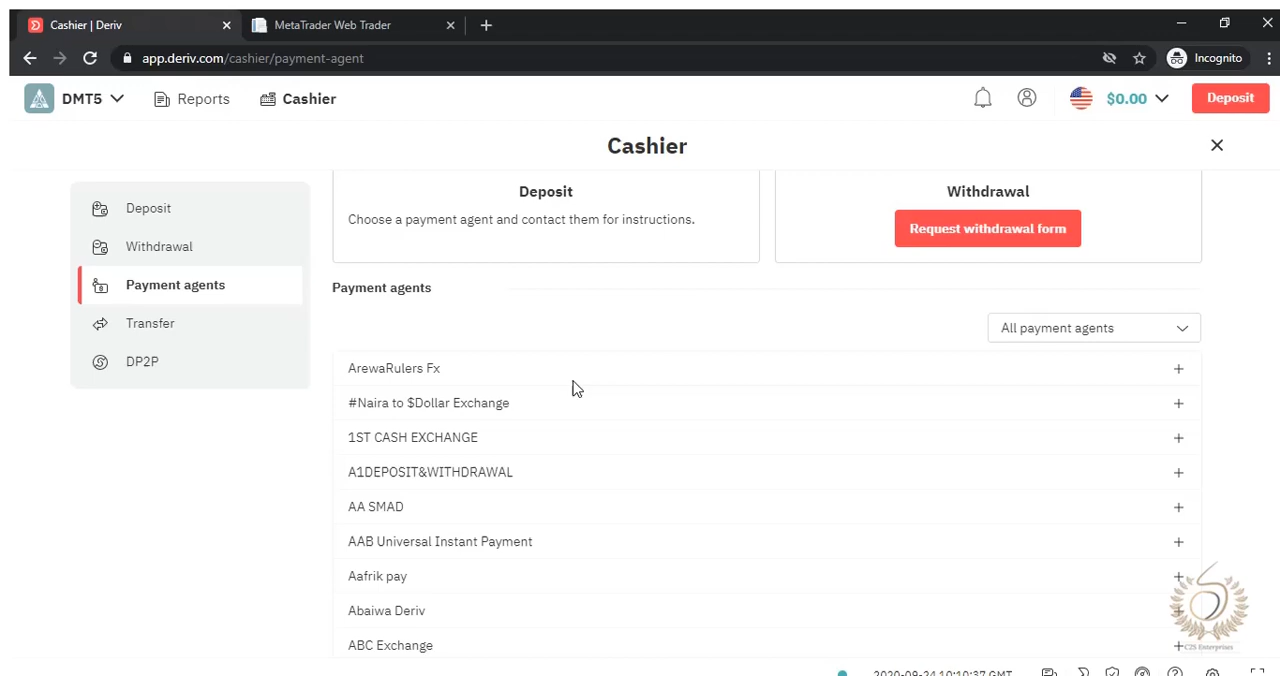 Cashier | Deriv
MetaTrader Web Trader
app.deriv.com/cashier/payment-agent
Incognito
DMT5
Reports
Cashier
$0.00
Deposit
Cashier
Deposit
Withdrawal
Payment agents
Transfer
DP2P
Deposit
Choose a payment agent and contact them for instructions.
Withdrawal
Request withdrawal form
Payment agents
All payment agents
ArewaRulers Fx
#Naira to $Dollar Exchange
1ST CASH EXCHANGE
A1DEPOSIT&WITHDRAWAL
AA SMAD
AAB Universal Instant Payment
Aafrik pay
Abaiwa Deriv
ABC Exchange
C2S Enterprises
2020-09-24 10:10:37 GMT